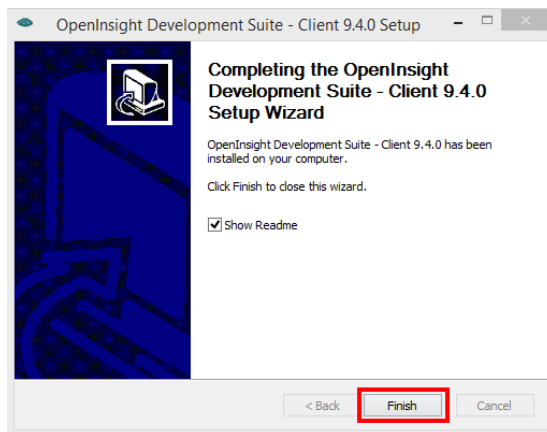 OpenInsight Development Suite - Client 9.4.0 Setup
Completing the OpenInsight
Development Suite - Client 9.4.0
Setup Wizard
OpenInsight Development Suite - Client 9.4.0 has been
installed on your computer.
Click Finish to close this wizard.
Show Readme
< Back Finish Cancel